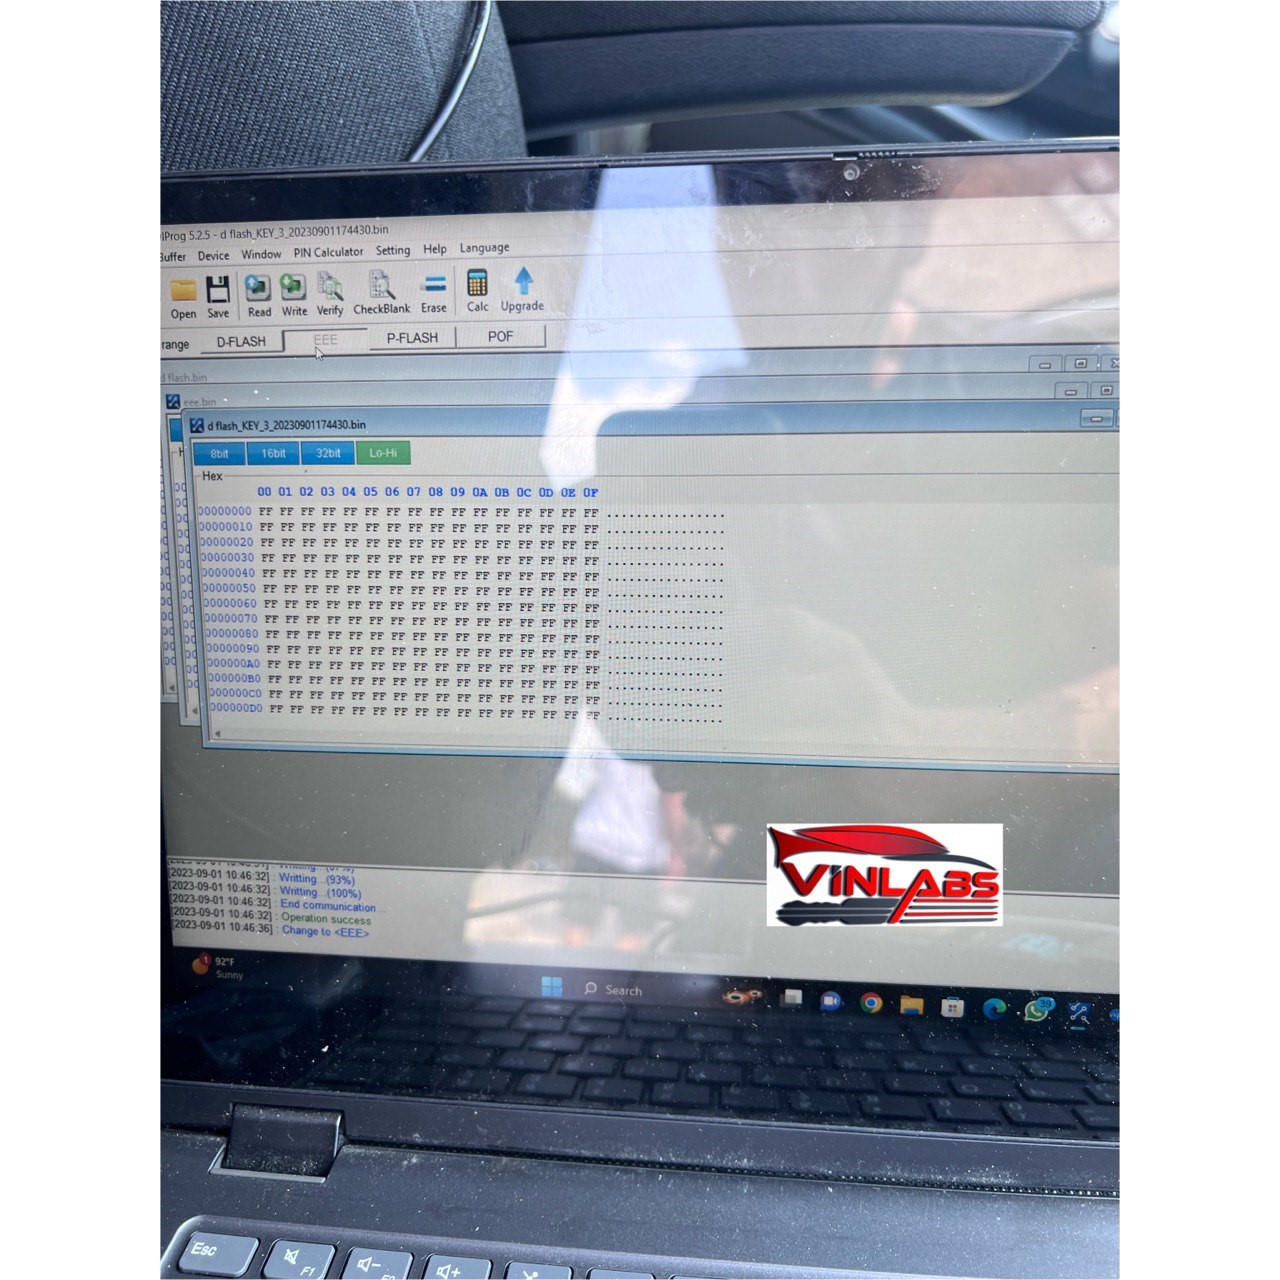 lProg 5.2.5 - d flash_KEY_3_20230901174430.bin
Buffer Device Window PIN Calculator Setting Help Language
Open Save Read Write Verify CheckBlank Erase Calc Upgrade
range D-FLASH EEE P-FLASH POF
d flash.bin
eee.bin
d flash_KEY_3_20230901174430.bin
8bit 16bit 32bit Lo-Hi
Hex
00 01 02 03 04 05 06 07 08 09 0A 0B 0C 0D 0E 0F
00000000 FF FF FF FF FF FF FF FF FF FF FF FF FF FF FF FF ................
00000010 FF FF FF FF FF FF FF FF FF FF FF FF FF FF FF FF ................
00000020 FF FF FF FF FF FF FF FF FF FF FF FF FF FF FF FF ................
00000030 FF FF FF FF FF FF FF FF FF FF FF FF FF FF FF FF ................
00000040 FF FF FF FF FF FF FF FF FF FF FF FF FF FF FF FF ................
00000050 FF FF FF FF FF FF FF FF FF FF FF FF FF FF FF FF ................
00000060 FF FF FF FF FF FF FF FF FF FF FF FF FF FF FF FF ................
00000070 FF FF FF FF FF FF FF FF FF FF FF FF FF FF FF FF ................
00000080 FF FF FF FF FF FF FF FF FF FF FF FF FF FF FF FF ................
00000090 FF FF FF FF FF FF FF FF FF FF FF FF FF FF FF FF ................
000000A0 FF FF FF FF FF FF FF FF FF FF FF FF FF FF FF FF ................
000000B0 FF FF FF FF FF FF FF FF FF FF FF FF FF FF FF FF ................
000000C0 FF FF FF FF FF FF FF FF FF FF FF FF FF FF FF FF ................
000000D0 FF FF FF FF FF FF FF FF FF FF FF FF FF FF FF FF ................
[2023-09-01 10:46:32] : Writting...(93%)
[2023-09-01 10:46:32] : Writting...(100%)
[2023-09-01 10:46:32] : End communication...
[2023-09-01 10:46:32] : Operation success
[2023-09-01 10:46:36] : Change to <EEE>
VINLABS
1
92°F
Sunny
Search
39
Esc
F1